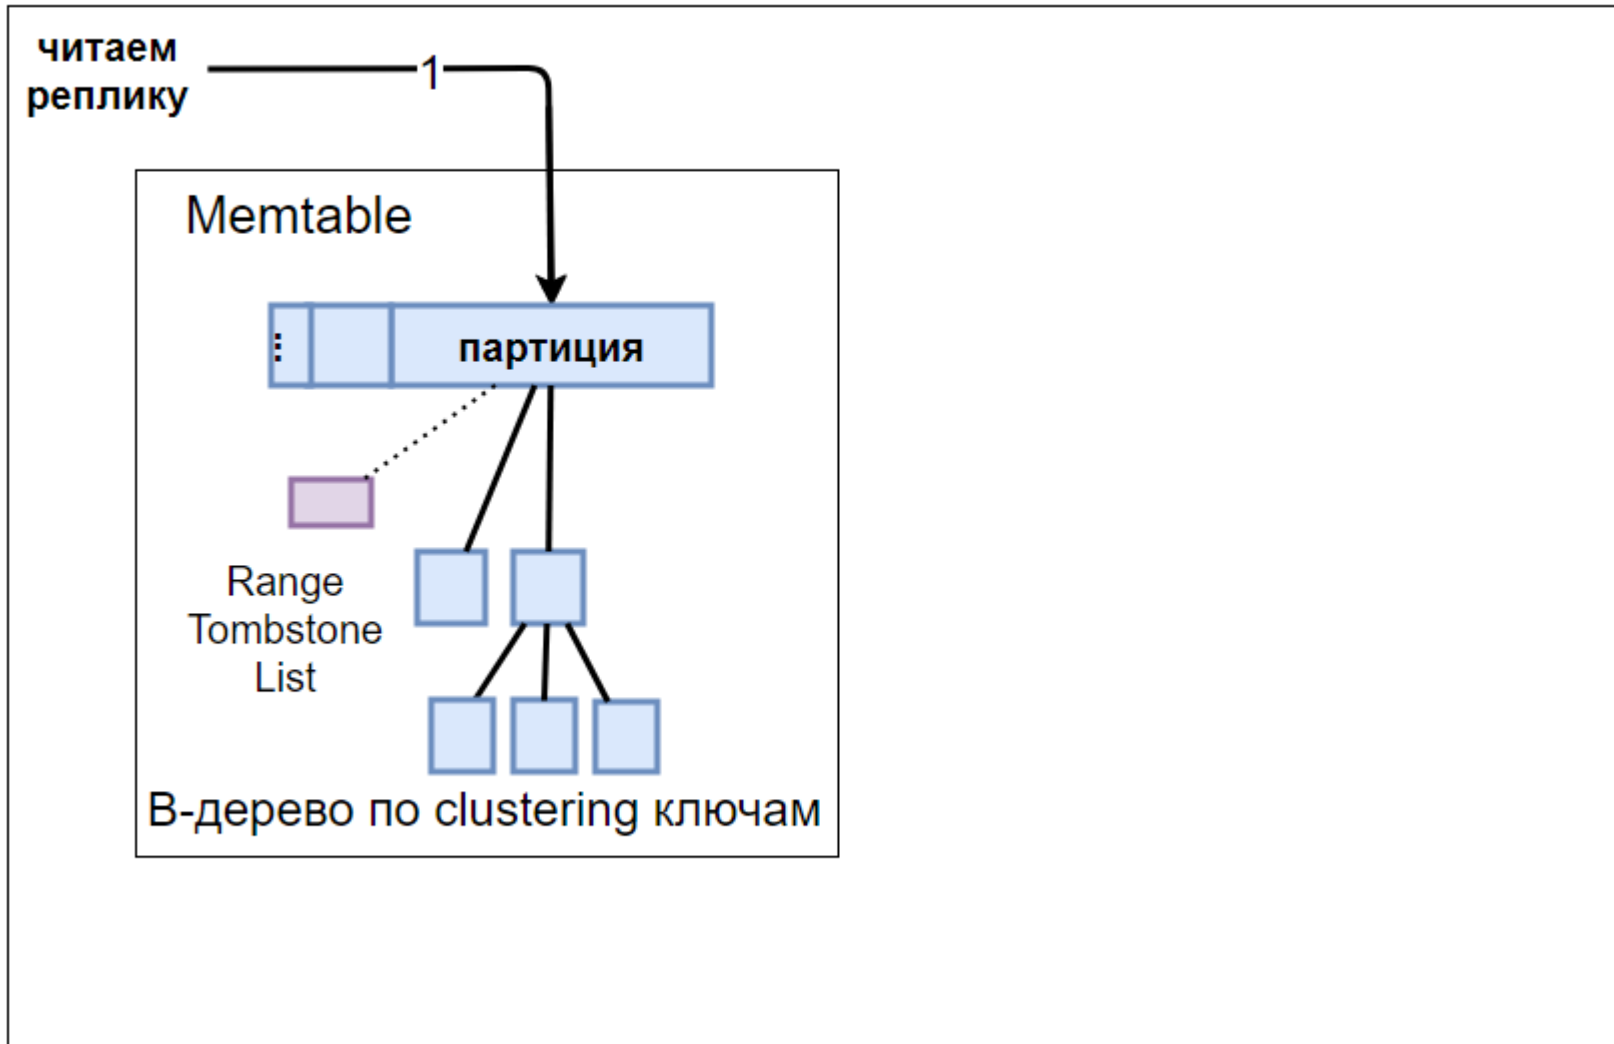 читаем
реплику
1
Memtable
⋮
партиция
Range
Tombstone
List
B-дерево по clustering ключам